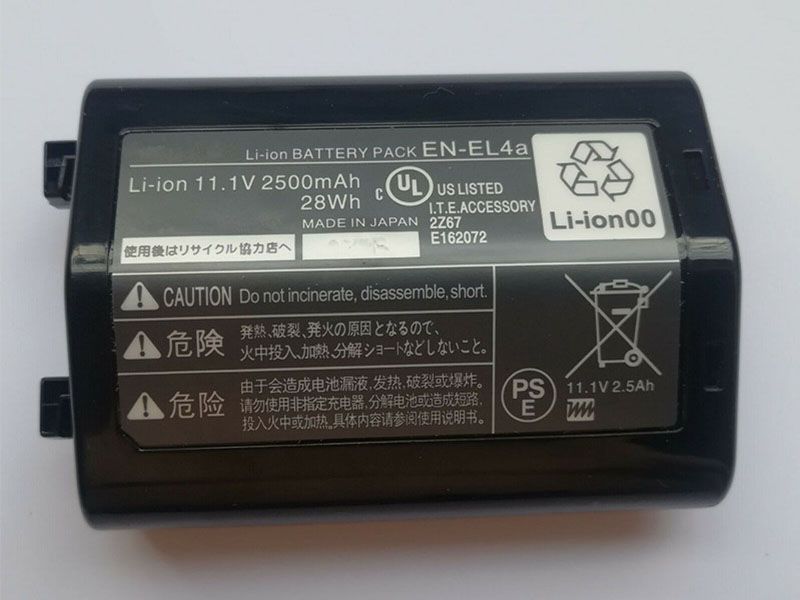 Li-ion BATTERY PACK EN-EL4a
Li-ion 11.1V 2500mAh
28Wh
MADE IN JAPAN
C UL US LISTED
I.T.E.ACCESSORY
2Z67
E162072
Li-ion00
使用後はリサイクル協力店へ
CAUTION Do not incinerate, disassemble, short.
危険 発熱、破裂、発火の原因となるので、
火中投入、加熱、分解ショートなどしないこと。
危险 由于会造成电池漏液，发热，破裂或爆炸。
请勿使用非指定充电器，分解电池或造成短路，
投入火中或加热。具体内容请参阅使用说明书。
PS
E
11.1V 2.5Ah